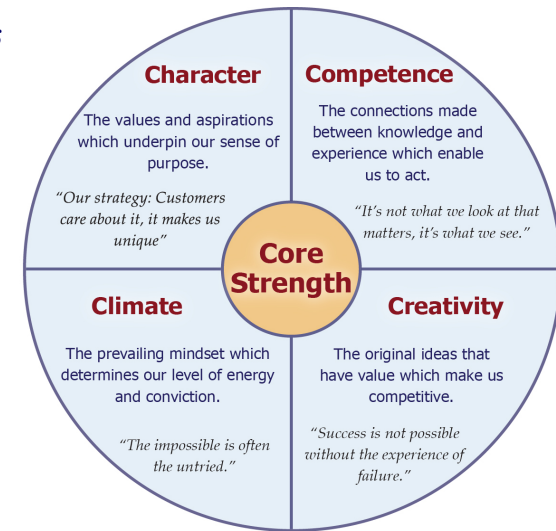 Character
The values and aspirations
which underpin our sense of
purpose.
“Our strategy: Customers
care about it, it makes us
unique”
Competence
The connections made
between knowledge and
experience which enable
us to act.
“It’s not what we look at that
matters, it’s what we see.”
Core
Strength
Climate
The prevailing mindset which
determines our level of energy
and conviction.
“The impossible is often
the untried.”
Creativity
The original ideas that
have value which make us
competitive.
“Success is not possible
without the experience of
failure.”